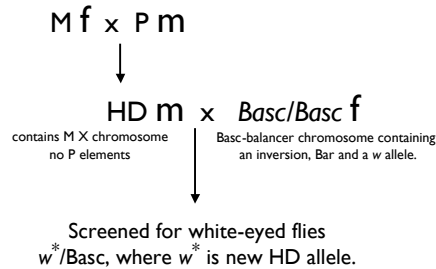 M f x P m
HD m x Basc/Basc f
contains M X chromosome
no P elements
Basc-balancer chromosome containing
an inversion, Bar and a w allele.
Screened for white-eyed flies
w*/Basc, where w* is new HD allele.